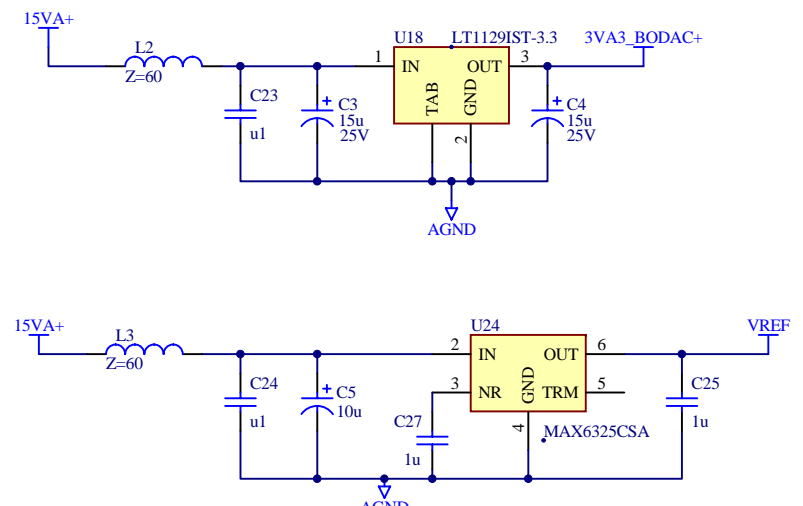 15VA+
L2
Z=60
C23
u1
C3
15u
25V
U18
LT1129IST-3.3
1
IN
OUT
3
TAB
GND
2
3VA3_BODAC+
C4
15u
25V
AGND
15VA+
L3
Z=60
C24
u1
C5
10u
U24
2
IN
OUT
6
3
NR
TRM
5
GND
4
MAX6325CSA
C27
1u
VREF
C25
1u
AGND